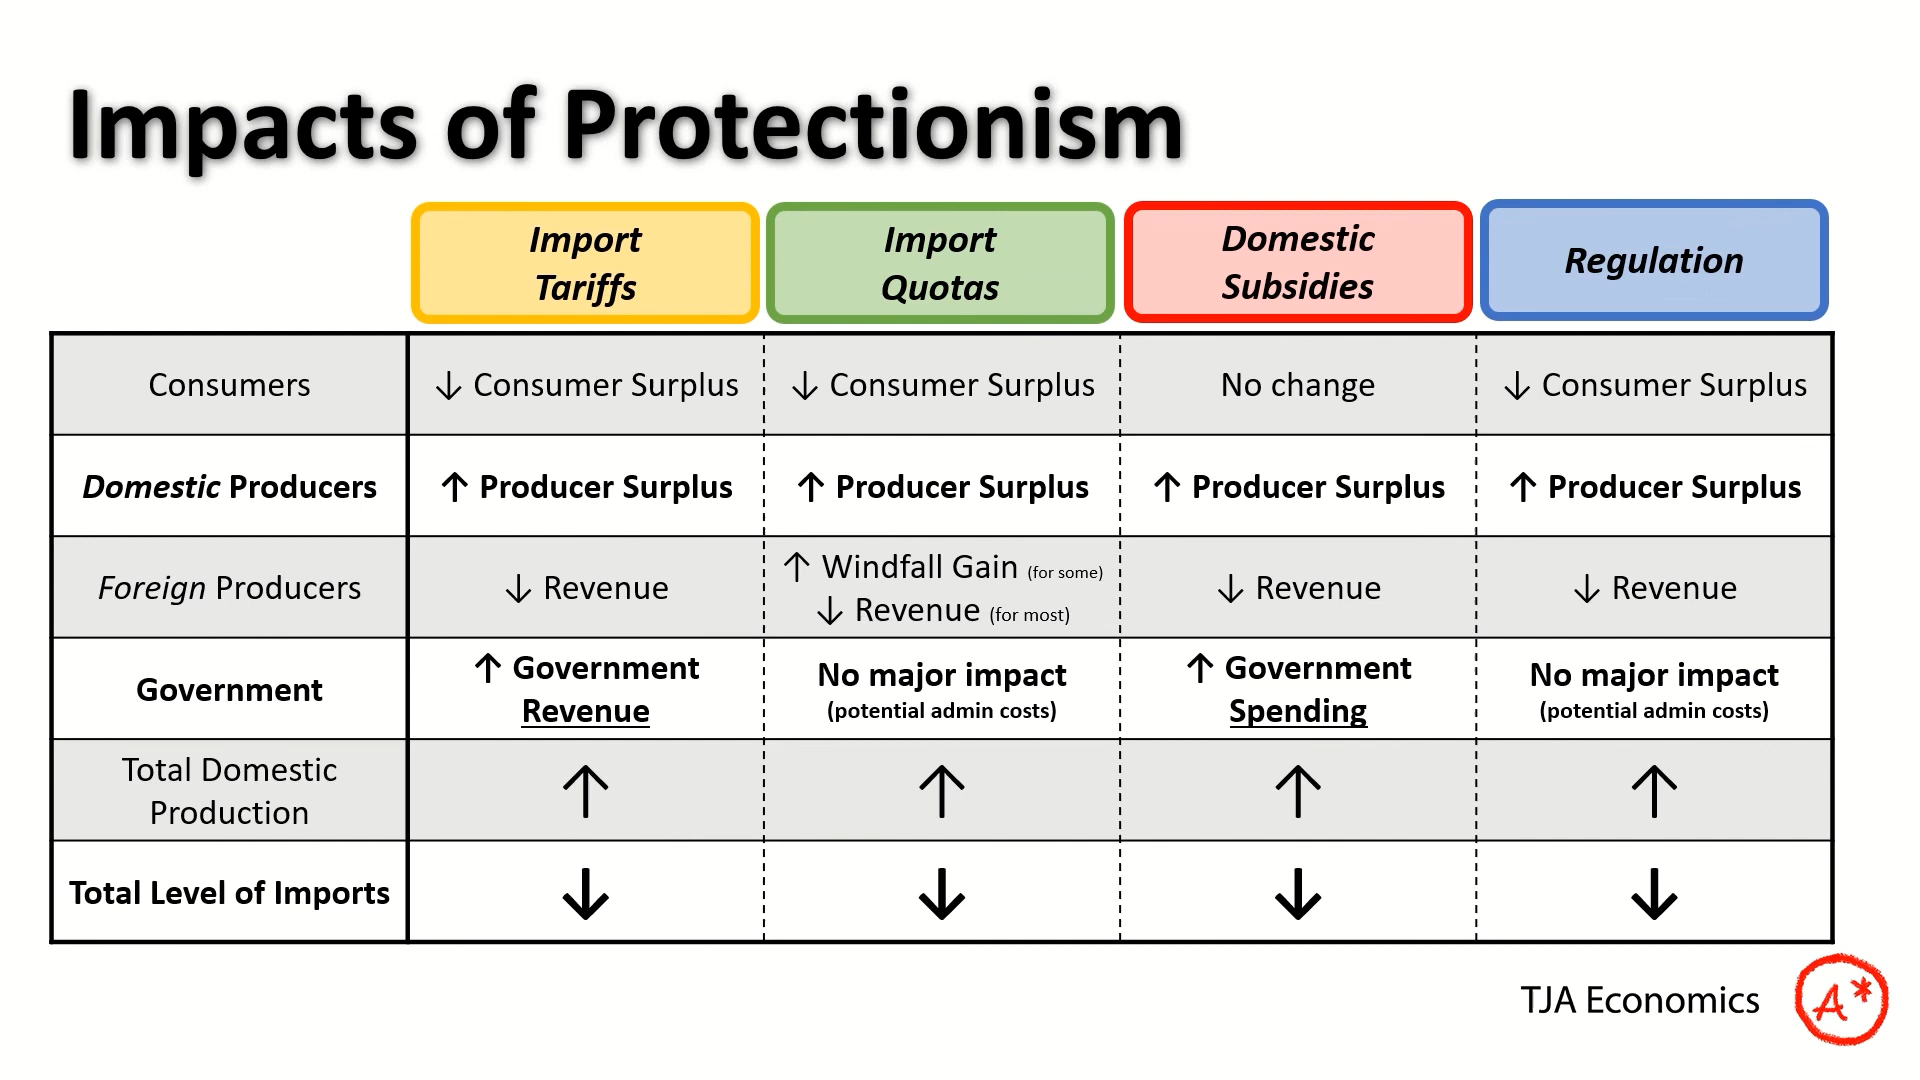 Impacts of Protectionism
Import
Tariffs
Import
Quotas
Domestic
Subsidies
Regulation
Consumers
↓ Consumer Surplus
↓ Consumer Surplus
No change
↓ Consumer Surplus
Domestic Producers
↑ Producer Surplus
↑ Producer Surplus
↑ Producer Surplus
↑ Producer Surplus
Foreign Producers
↓ Revenue
↑ Windfall Gain (for some)
↓ Revenue (for most)
↓ Revenue
↓ Revenue
Government
↑ Government
Revenue
No major impact
(potential admin costs)
↑ Government
Spending
No major impact
(potential admin costs)
Total Domestic
Production
↑
↑
↑
↑
Total Level of Imports
↓
↓
↓
↓
TJA Economics
A*